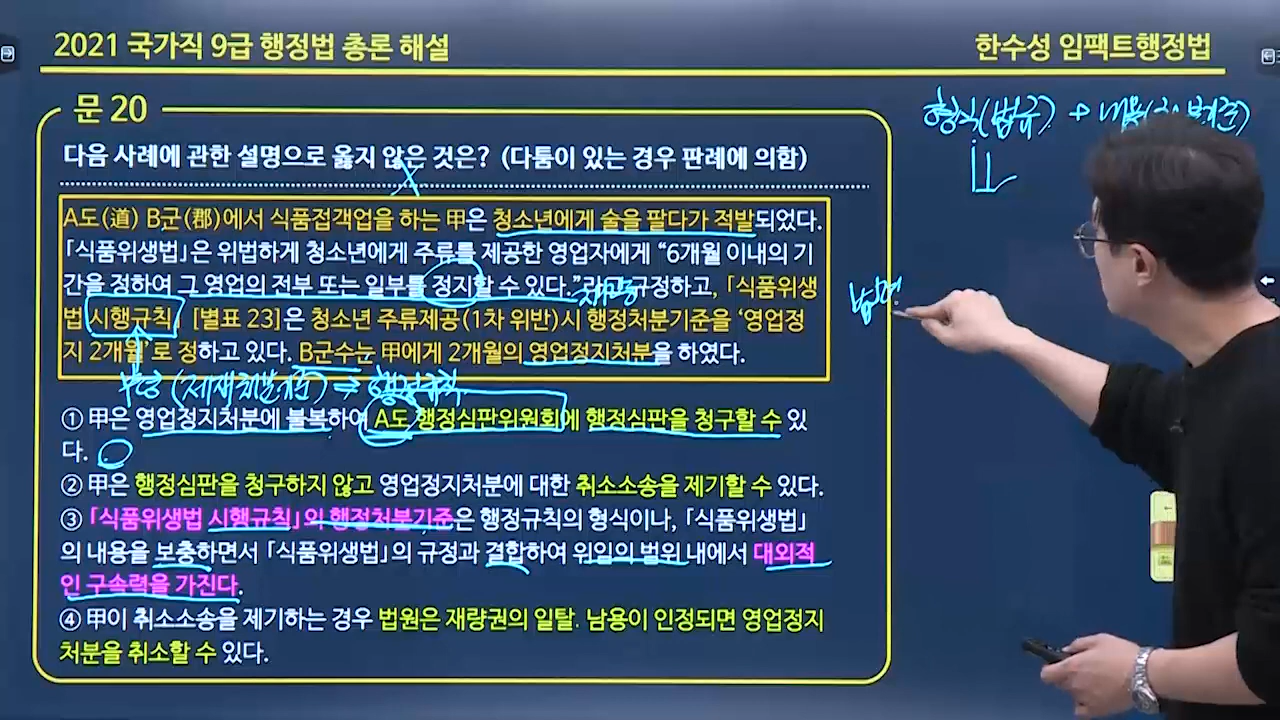 2021 국가직 9급 행정법 총론 해설
한수성 임팩트행정법
문 20
형식(법규) +
다음 사례에 관한 설명으로 옳지 않은 것은? (다툼이 있는 경우 판례에 의함)
A도(道) B군(郡)에서 식품접객업을 하는 甲은 청소년에게 술을 팔다가 적발되었다.
「식품위생법」은 위법하게 청소년에게 주류를 제공한 영업자에게 “6개월 이내의 기
간을 정하여 그 영업의 전부 또는 일부를 정지할 수 있다.”라고 규정하고, 「식품위생
법 시행규칙」 [별표 23]은 청소년 주류제공(1차 위반)시 행정처분기준을 ‘영업정
지 2개월’로 정하고 있다. B군수는 甲에게 2개월의 영업정지처분을 하였다.
부령 (제재처분기준) ⇒ 행정규칙
① 甲은 영업정지처분에 불복하여 A도 행정심판위원회에 행정심판을 청구할 수 있
다.
② 甲은 행정심판을 청구하지 않고 영업정지처분에 대한 취소소송을 제기할 수 있다.
③ 「식품위생법 시행규칙」의 행정처분기준은 행정규칙의 형식이나, 「식품위생법」
의 내용을 보충하면서 「식품위생법」의 규정과 결합하여 위임의 범위 내에서 대외적
인 구속력을 가진다.
④ 甲이 취소소송을 제기하는 경우 법원은 재량권의 일탈. 남용이 인정되면 영업정지
처분을 취소할 수 있다.